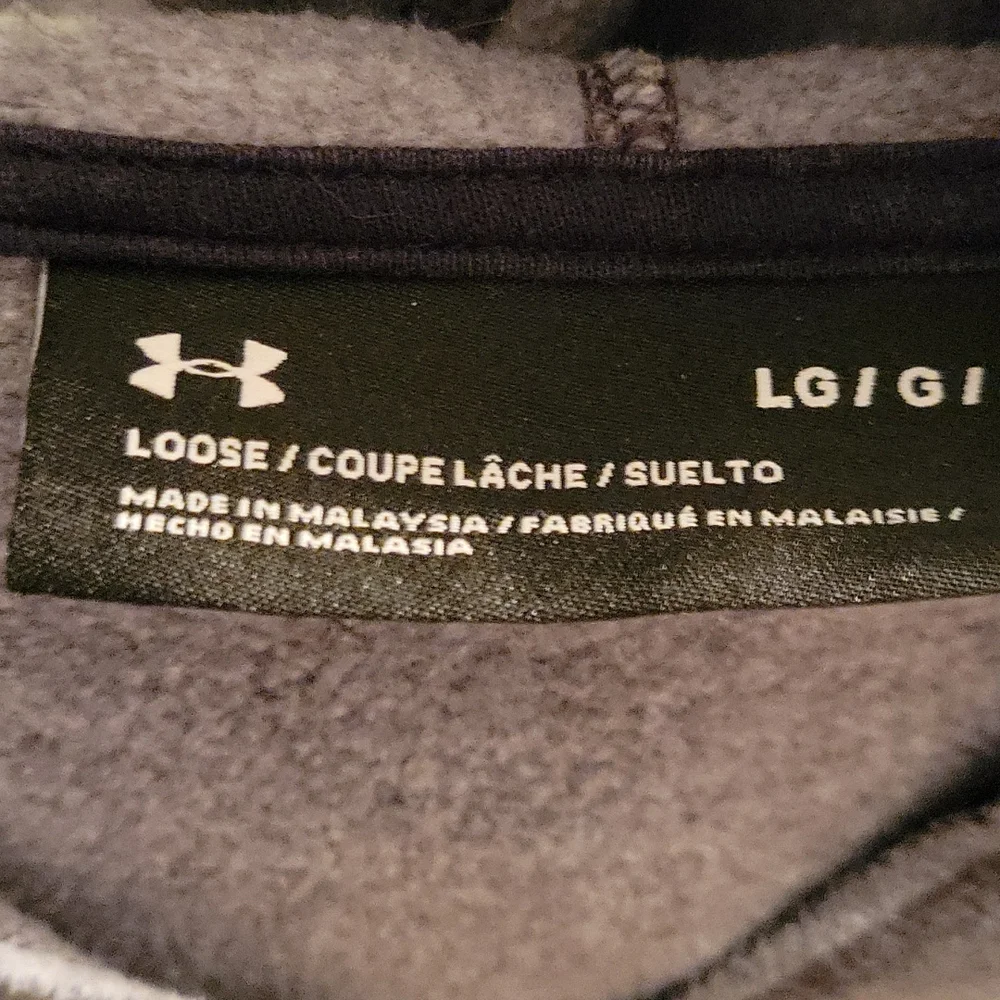 LG / G /
LOOSE / COUPE LÂCHE / SUELTO
MADE IN MALAYSIA / FABRIQUÉ EN MALAISIE /
HECHO EN MALASIA